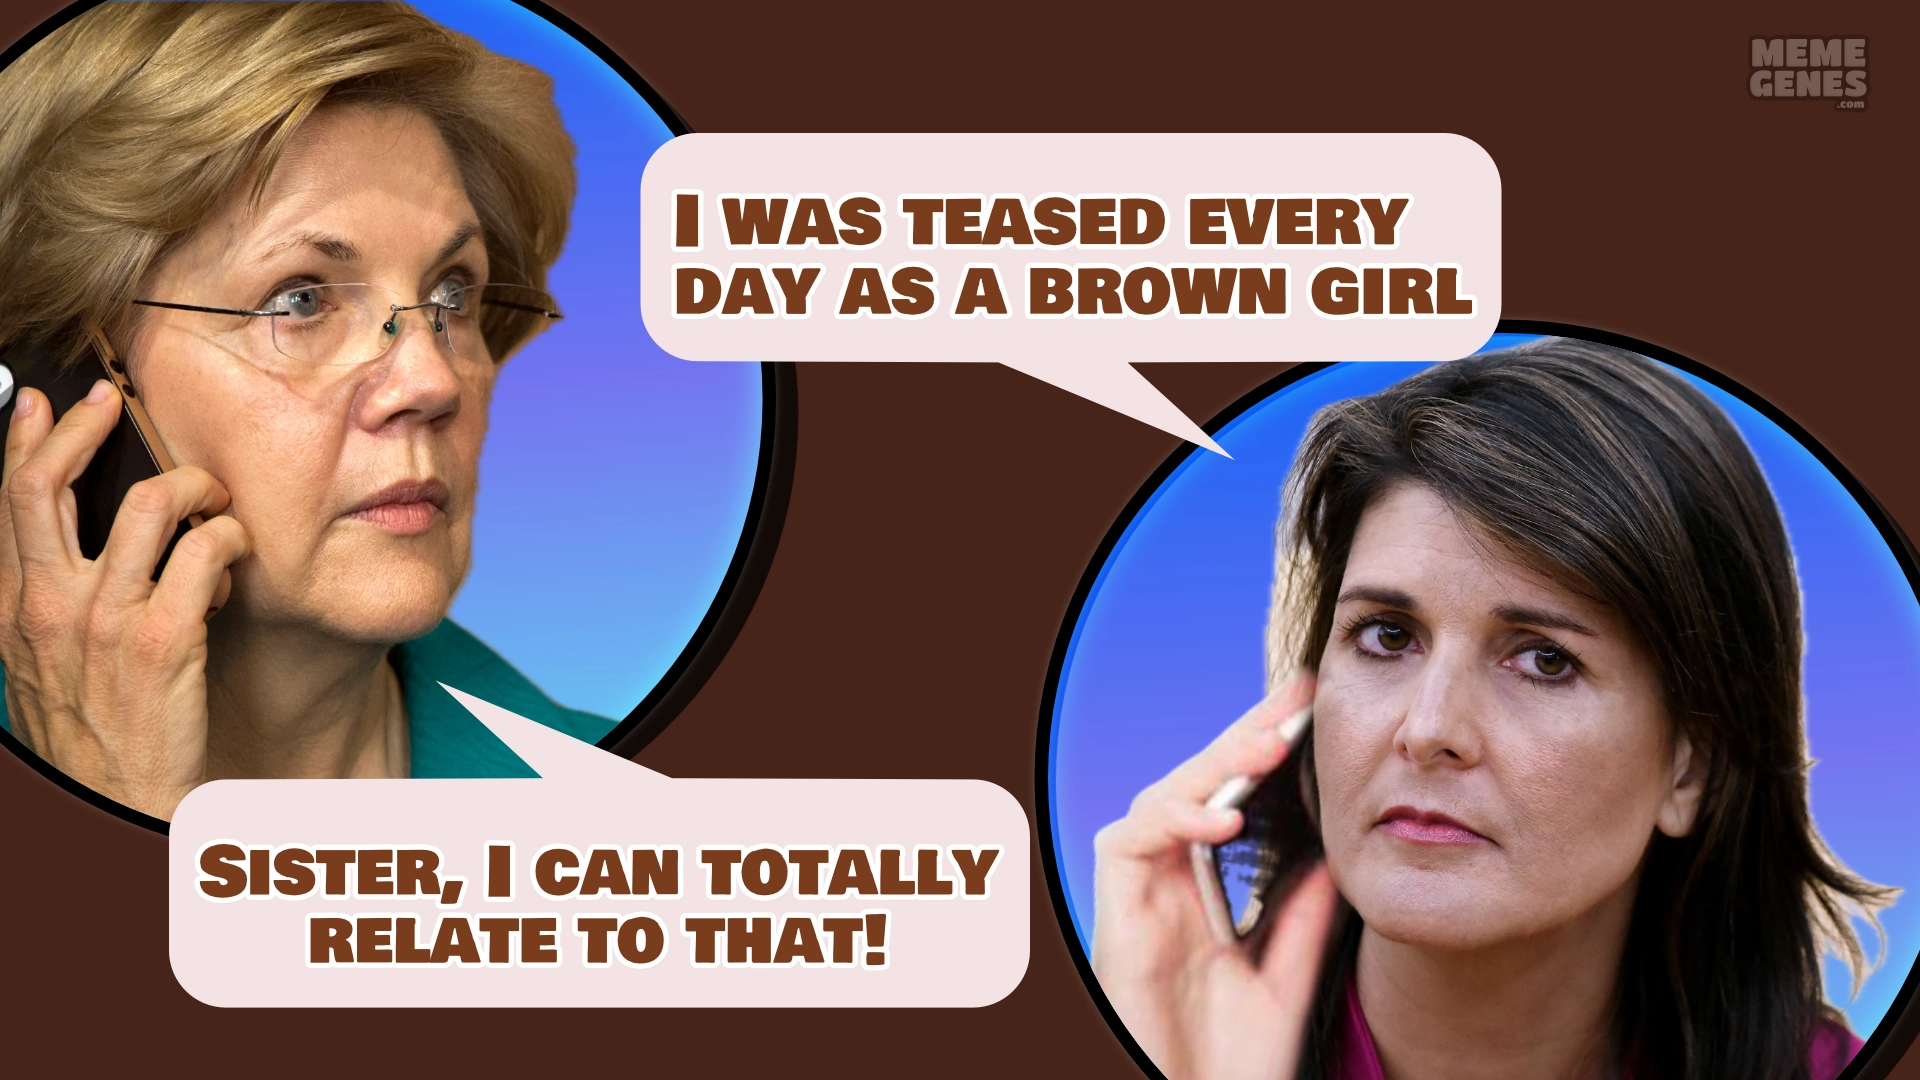 MEME
GENES
.com
I WAS TEASED EVERY
DAY AS A BROWN GIRL
SISTER, I CAN TOTALLY
RELATE TO THAT!